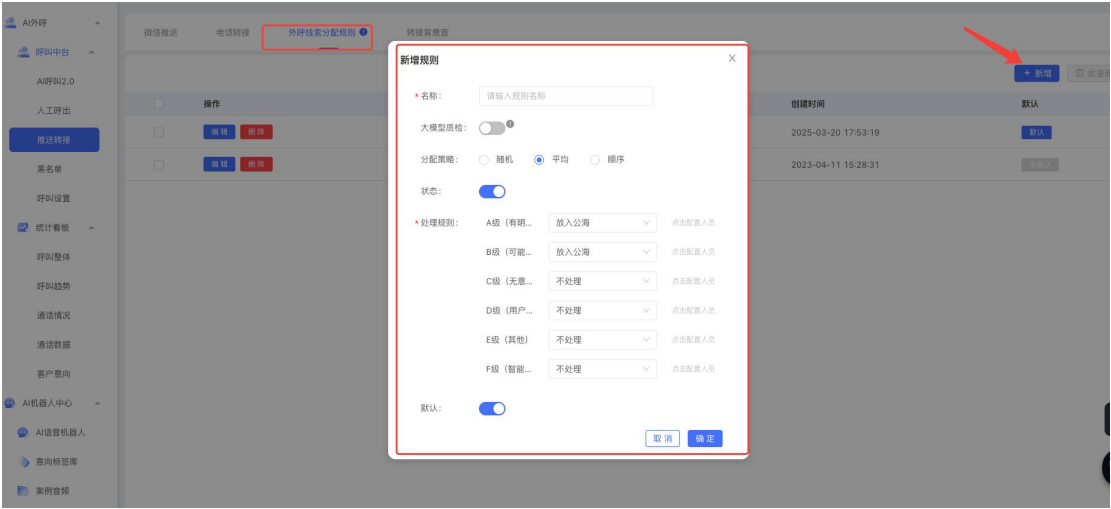 AI外呼
呼叫中台
AI呼叫2.0
人工呼出
推送转接
黑名单
呼叫设置
统计看板
呼叫整体
呼叫趋势
通话情况
通话数据
客户意向
AI机器人中心
AI语音机器人
意向标签库
案例音频
微信推送 电话转接 外呼线索分配规则 转接背景音
+ 新增
操作 创建时间 默认
编辑 删除 2025-03-20 17:53:19 默认
编辑 删除 2023-04-11 15:28:31
新增规则 X
* 名称: 请输入规则名称
大模型质检:
分配策略: 随机 平均 顺序
状态:
* 处理规则: A级（有明... 放入公海 点击配置人员
B级（可能... 放入公海 点击配置人员
C级（无意... 不处理 点击配置人员
D级（用户... 不处理 点击配置人员
E级（其他） 不处理 点击配置人员
F级（智能... 不处理 点击配置人员
默认:
取消 确定